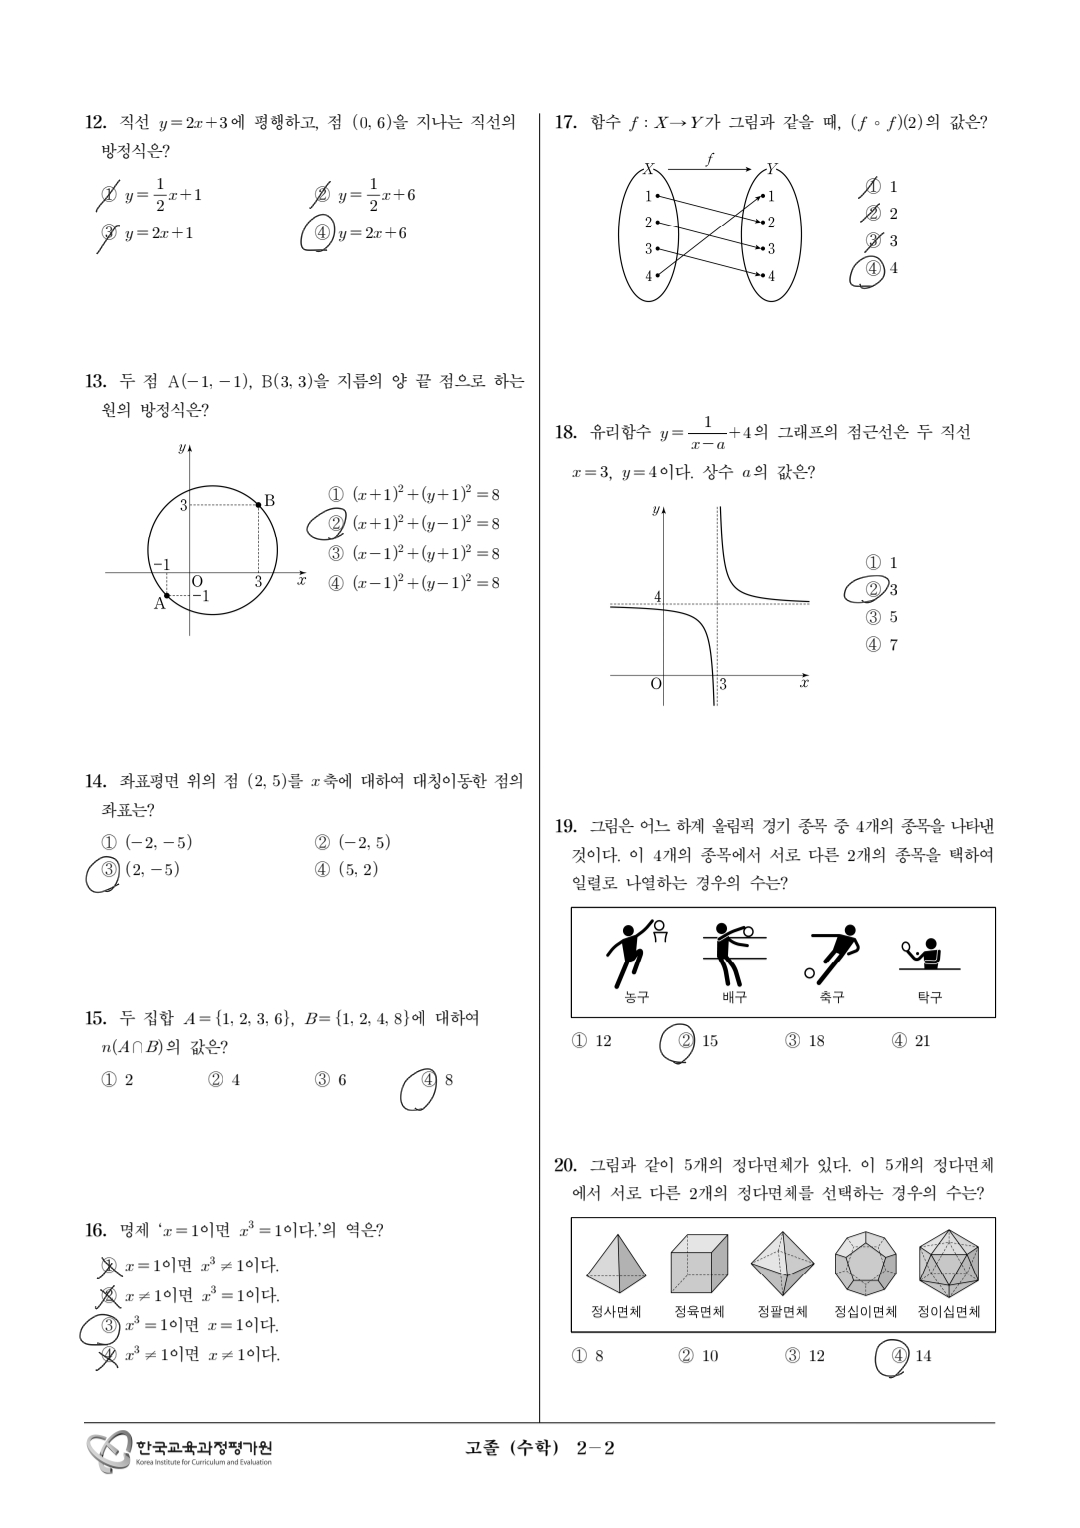 12. 직선 y=2x+3에 평행하고, 점 (0, 6)을 지나는 직선의
방정식은?
① y=\frac{1}{2}x+1 ② y=\frac{1}{2}x+6
③ y=2x+1 ④ y=2x+6
13. 두 점 A(−1, −1), B(3, 3)을 지름의 양 끝 점으로 하는
원의 방정식은?
y
3
B
−1
O
3
x
A
−1
① (x+1)²+(y+1)²=8
② (x+1)²+(y−1)²=8
③ (x−1)²+(y+1)²=8
④ (x−1)²+(y−1)²=8
14. 좌표평면 위의 점 (2, 5)를 x축에 대하여 대칭이동한 점의
좌표는?
① (−2, −5) ② (−2, 5)
③ (2, −5) ④ (5, 2)
15. 두 집합 A={1, 2, 3, 6}, B={1, 2, 4, 8}에 대하여
n(A∩B)의 값은?
① 2 ② 4 ③ 6 ④ 8
16. 명제 ‘x=1이면 x³=1이다.’의 역은?
① x=1이면 x³≠1이다.
② x≠1이면 x³=1이다.
③ x³=1이면 x=1이다.
④ x³≠1이면 x≠1이다.
17. 함수 f : X→Y가 그림과 같을 때, (f∘f)(2)의 값은?
X f Y
1 1
2 2
3 3
4 4
① 1
② 2
③ 3
④ 4
18. 유리함수 y=\frac{1}{x−a}+4의 그래프의 점근선은 두 직선
x=3, y=4이다. 상수 a의 값은?
y
4
O
3
x
① 1
② 3
③ 5
④ 7
19. 그림은 어느 하계 올림픽 경기 종목 중 4개의 종목을 나타낸
것이다. 이 4개의 종목에서 서로 다른 2개의 종목을 택하여
일렬로 나열하는 경우의 수는?
농구 배구 축구 탁구
① 12 ② 15 ③ 18 ④ 21
20. 그림과 같이 5개의 정다면체가 있다. 이 5개의 정다면체
에서 서로 다른 2개의 정다면체를 선택하는 경우의 수는?
정사면체 정육면체 정팔면체 정십이면체 정이십면체
① 8 ② 10 ③ 12 ④ 14
한국교육과정평가원
Korea Institute for Curriculum and Evaluation
고졸 (수학) 2−2